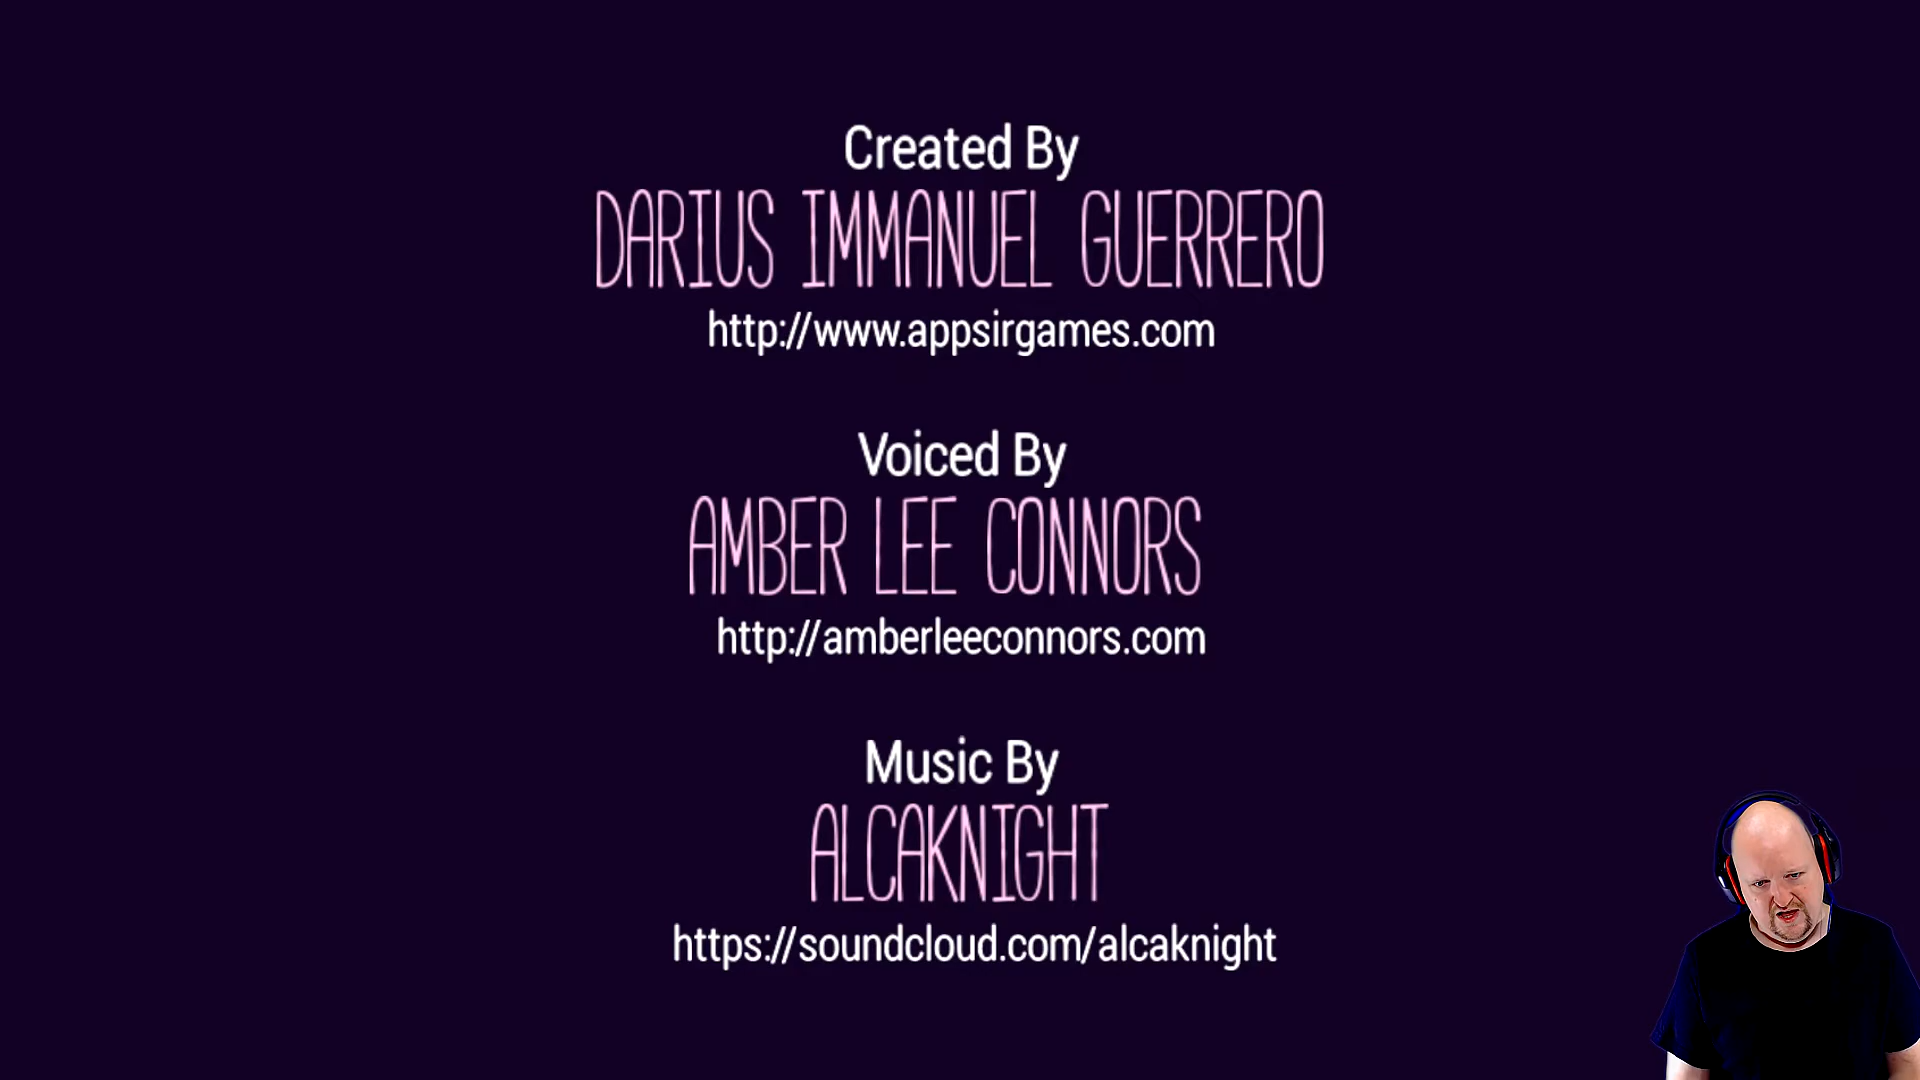 Created By
DARIUS IMMANUEL GUERRERO
http://www.appsirgames.com
Voiced By
AMBER LEE CONNORS
http://amberleeconnors.com
Music By
ALCAKNIGHT
https://soundcloud.com/alcaknight